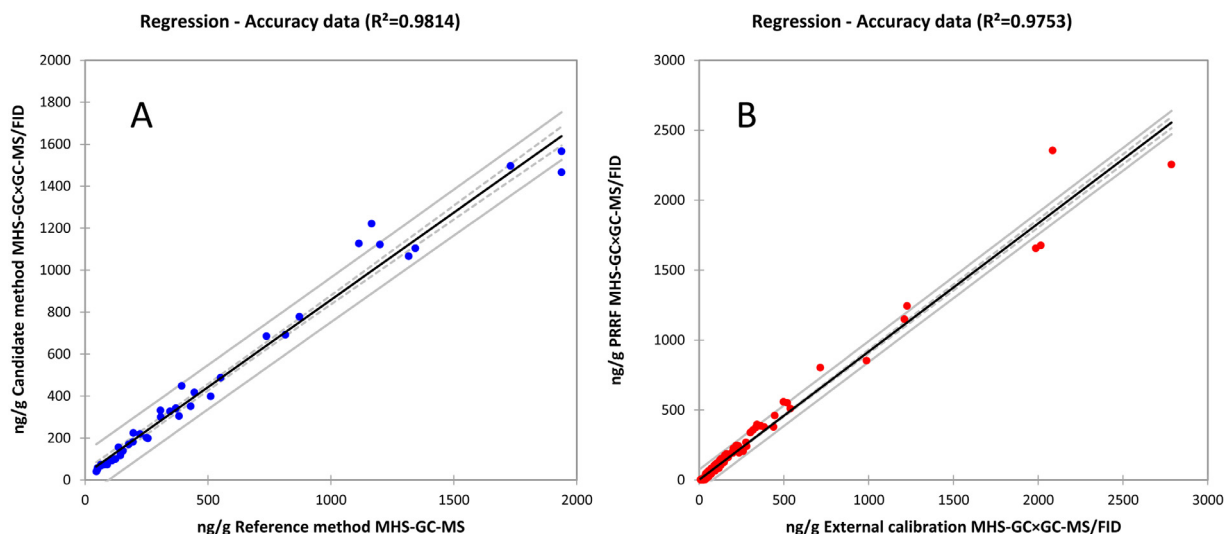 Regression - Accuracy data (R²=0.9814)
A
ng/g Candidate method MHS-GC×GC-MS/FID
2000
1800
1600
1400
1200
1000
800
600
400
200
0
0 500 1000 1500 2000
ng/g Reference method MHS-GC-MS
Regression - Accuracy data (R²=0.9753)
B
ng/g PRRF MHS-GC×GC-MS/FID
3000
2500
2000
1500
1000
500
0
0 500 1000 1500 2000 2500 3000
ng/g External calibration MHS-GC×GC-MS/FID